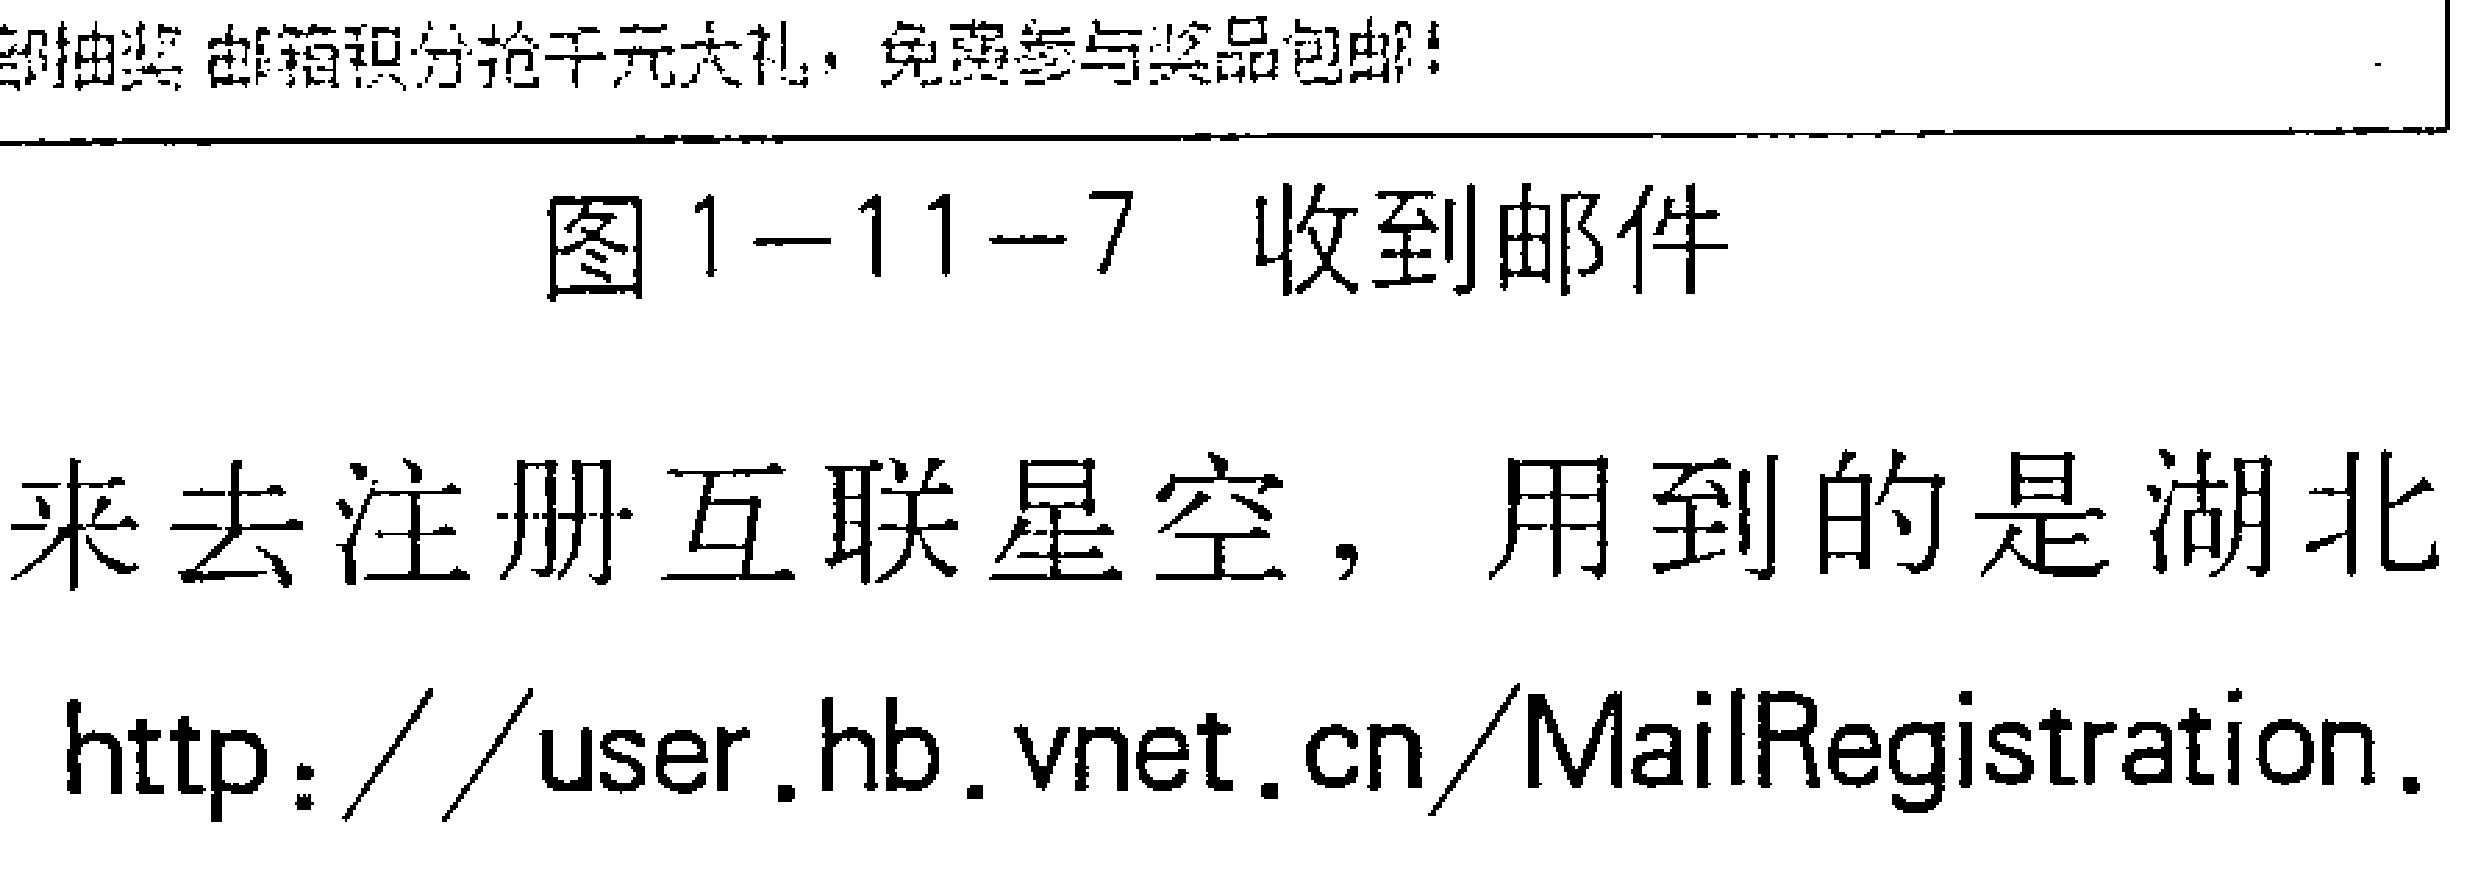 部抽奖 邮箱积分抢千元大礼，免费参与奖品包邮！
图1-11-7 收到邮件
来去注册互联星空，用到的是湖北
http://user.hb.vnet.cn/MailRegistration.